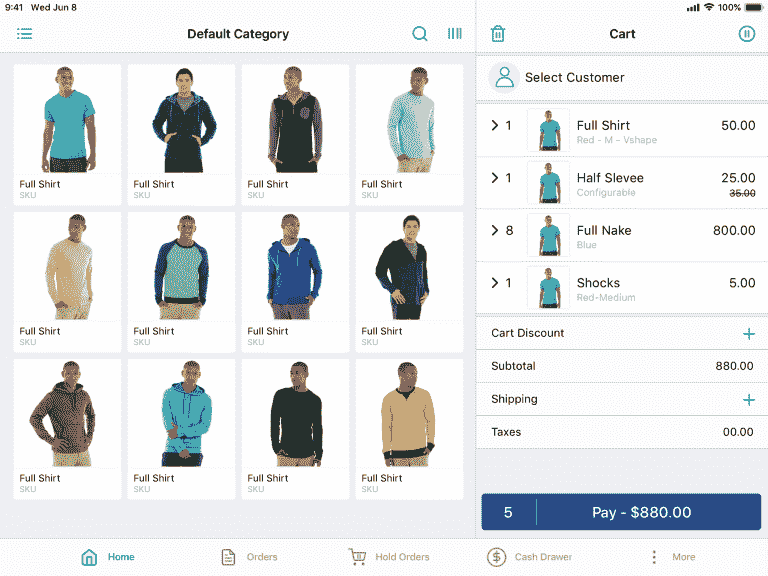 9:41 Wed Jun 8
100%
Default Category
Full Shirt
SKU
Full Shirt
SKU
Full Shirt
SKU
Full Shirt
SKU
Full Shirt
SKU
Full Shirt
SKU
Full Shirt
SKU
Full Shirt
SKU
Full Shirt
SKU
Full Shirt
SKU
Full Shirt
SKU
Full Shirt
SKU
Cart
Select Customer
1 Full Shirt 50.00
Red - M - Vshape
1 Half Slevee 25.00
Configurable 35.00
8 Full Nake 800.00
Blue
1 Shocks 5.00
Red-Medium
Cart Discount +
Subtotal 880.00
Shipping +
Taxes 00.00
5 Pay - $880.00
Home Orders Hold Orders Cash Drawer More